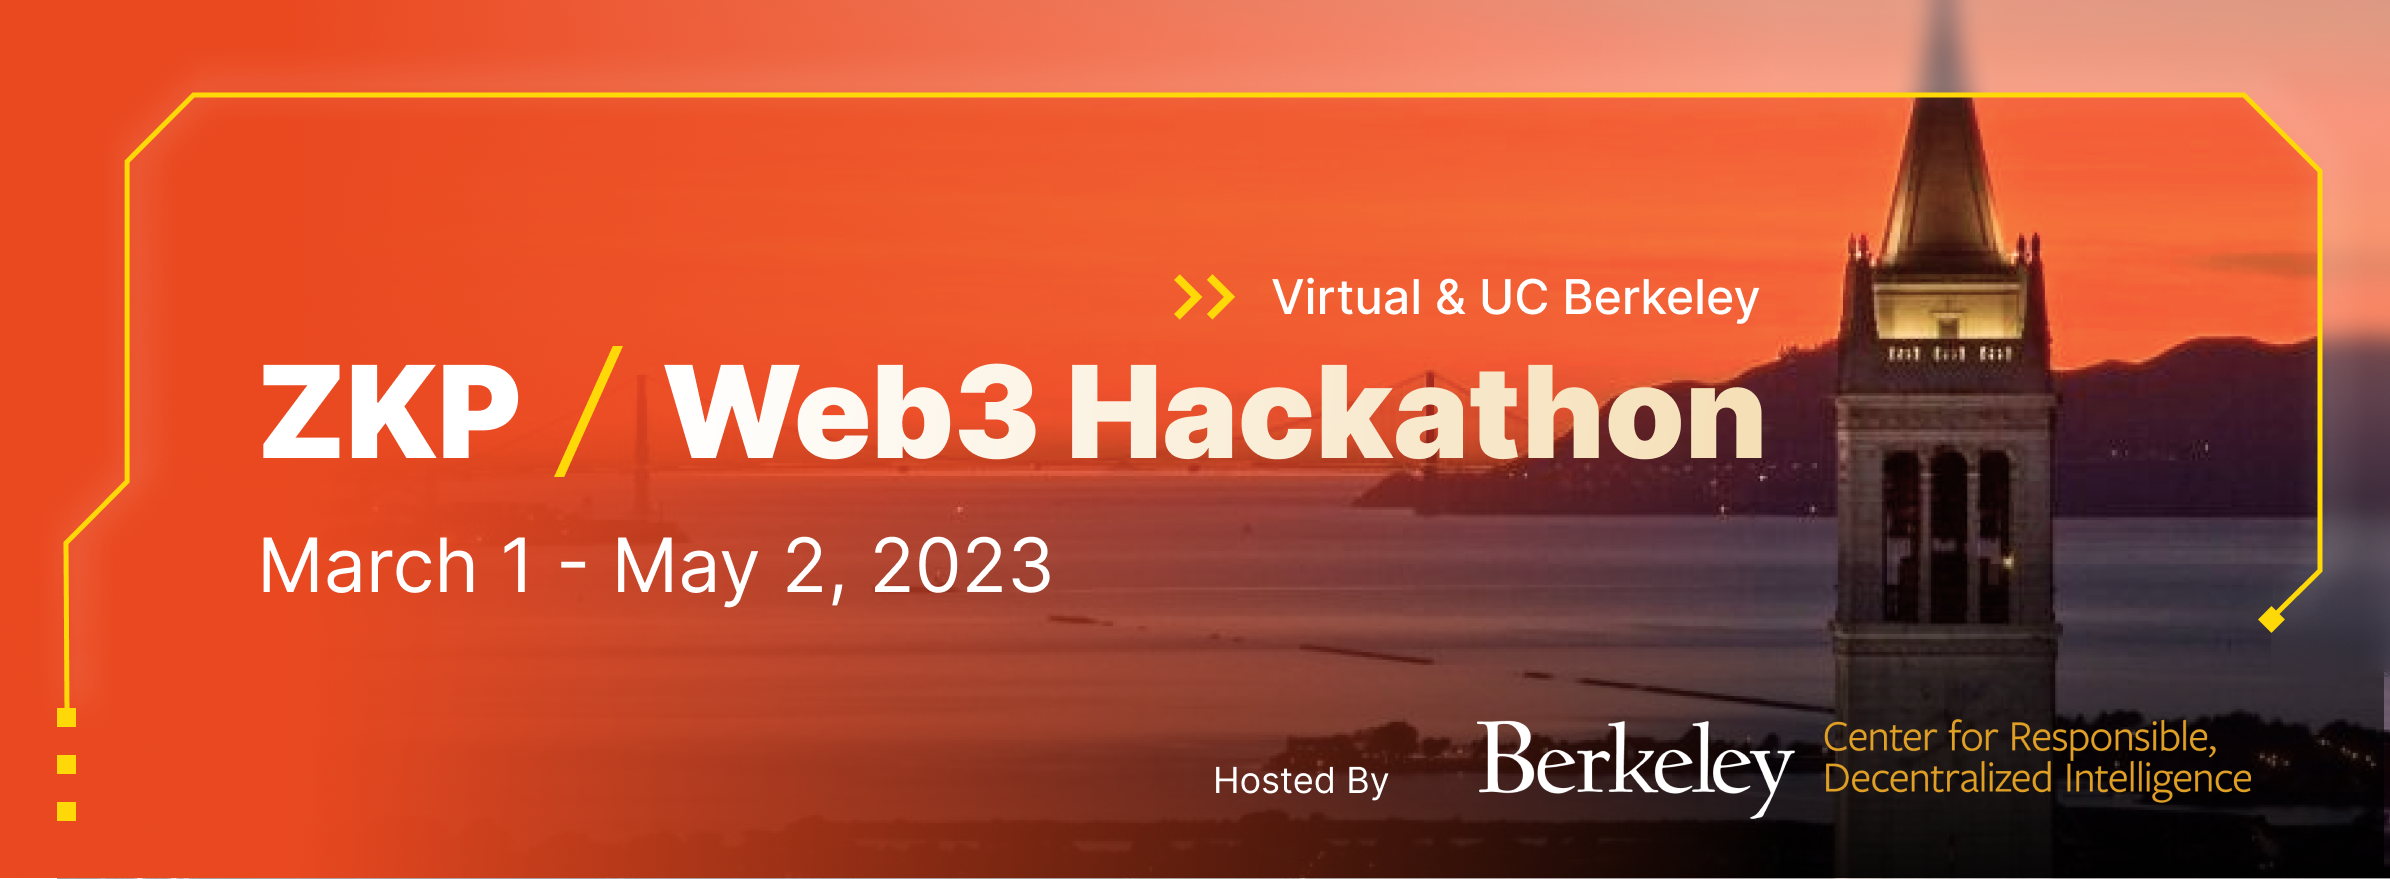 Virtual & UC Berkeley
ZKP / Web3 Hackathon
March 1 - May 2, 2023
Hosted By
Berkeley
Center for Responsible,
Decentralized Intelligence